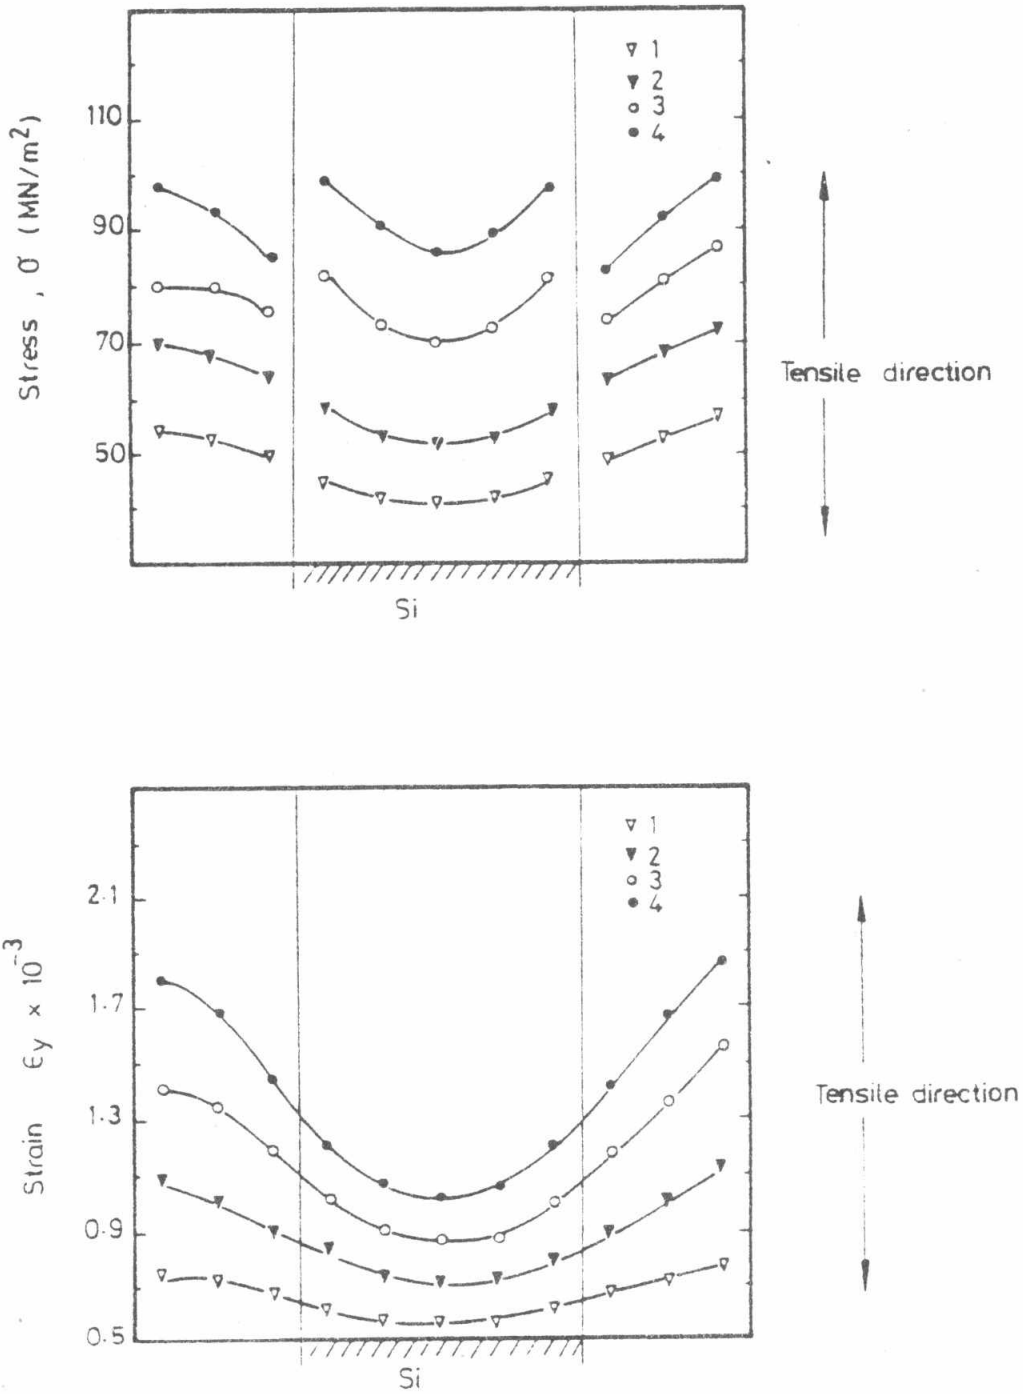 1
2
3
4
110
90
70
50
Stress, σ (MN/m²)
Tensile direction
Si
1
2
3
4
2·1
1·7
1·3
0·9
0·5
Strain ϵy × 10⁻³
Tensile direction
Si